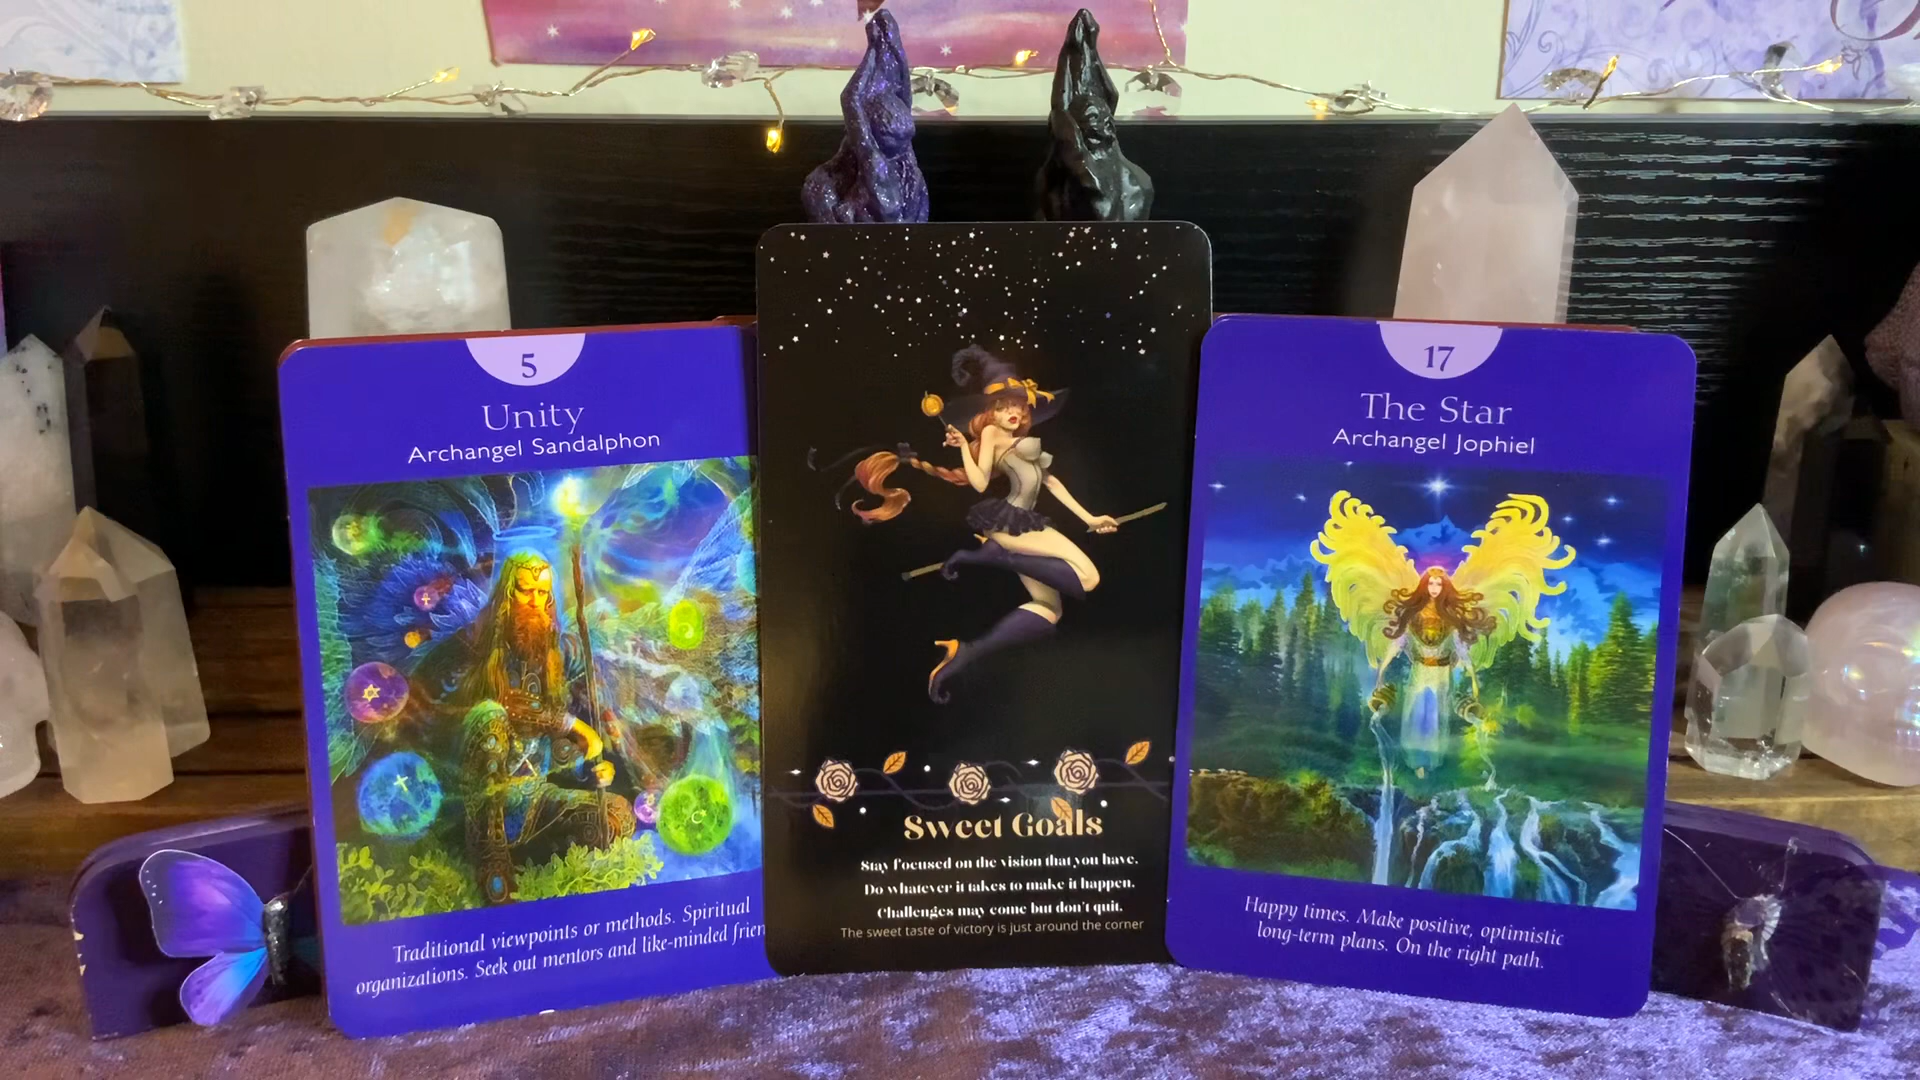 5
Unity
Archangel Sandalphon
Traditional viewpoints or methods. Spiritual
organizations. Seek out mentors and like-minded
Sweet Goals
Stay focused on the vision that you have.
Do whatever it takes to make it happen.
Challenges may come but don't quit.
The sweet taste of victory is just around the corner
17
The Star
Archangel Jophiel
Happy times. Make positive, optimistic
long-term plans. On the right path.